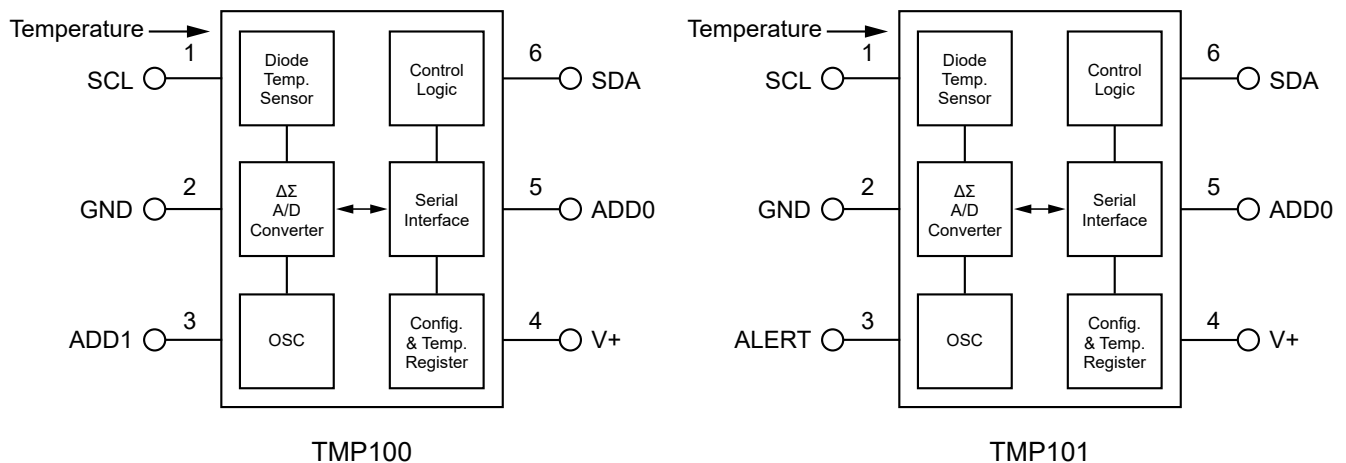 Temperature
1
SCL
2
GND
3
ADD1
Diode
Temp.
Sensor
ΔΣ
A/D
Converter
OSC
Control
Logic
Serial
Interface
Config.
& Temp.
Register
6
SDA
5
ADD0
4
V+
TMP100
Temperature
1
SCL
2
GND
3
ALERT
Diode
Temp.
Sensor
ΔΣ
A/D
Converter
OSC
Control
Logic
Serial
Interface
Config.
& Temp.
Register
6
SDA
5
ADD0
4
V+
TMP101